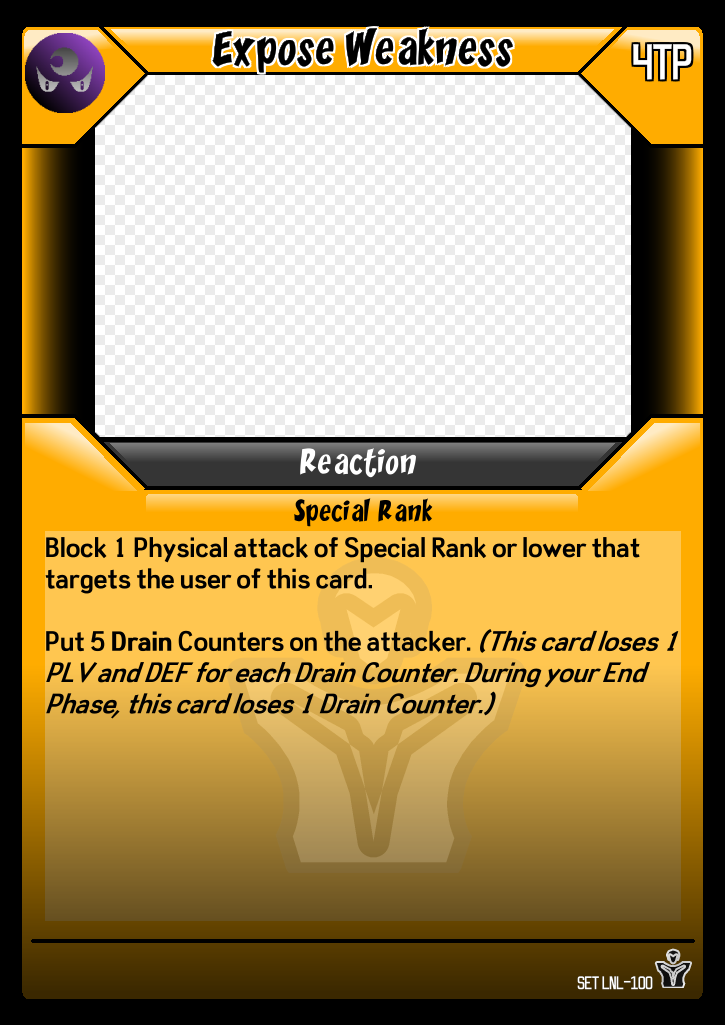 Expose Weakness
4TP
Reaction
Special Rank
Block 1 Physical attack of Special Rank or lower that
targets the user of this card.
Put 5 Drain Counters on the attacker. (This card loses 1
PLV and DEF for each Drain Counter. During your End
Phase, this card loses 1 Drain Counter.)
SET LNL-100